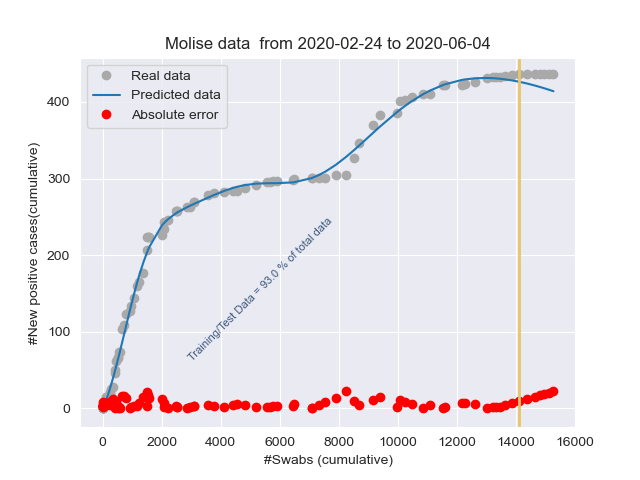 Molise data  from 2020-02-24 to 2020-06-04
Real data
Predicted data
Absolute error
#New positive cases(cumulative)
400
300
200
100
0
Training/Test Data = 93.0 % of total data
0 2000 4000 6000 8000 10000 12000 14000 16000
#Swabs (cumulative)